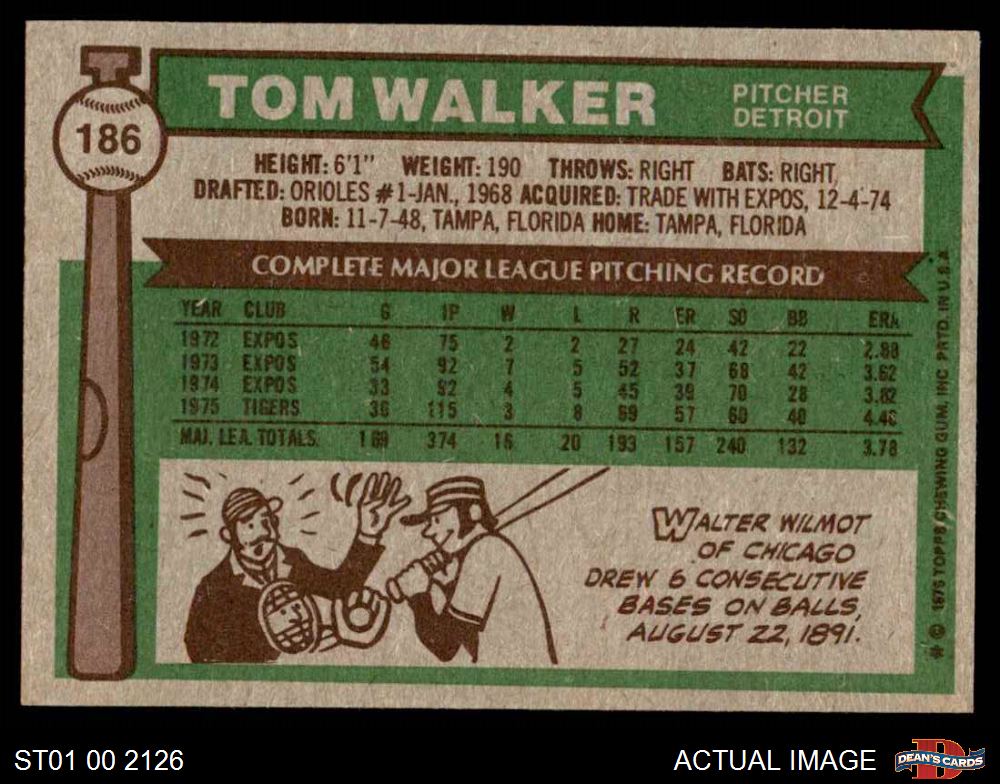 186
TOM WALKER
PITCHER
DETROIT
HEIGHT: 6'1" WEIGHT: 190 THROWS: RIGHT BATS: RIGHT
DRAFTED: ORIOLES #1-JAN., 1968 ACQUIRED: TRADE WITH EXPOS, 12-4-74
BORN: 11-7-48, TAMPA, FLORIDA HOME: TAMPA, FLORIDA
COMPLETE MAJOR LEAGUE PITCHING RECORD
YEAR CLUB G IP W L R ER SO BB ERA
1972 EXPOS 46 75 2 2 27 24 42 22 2.88
1973 EXPOS 54 92 7 5 52 37 68 42 3.62
1974 EXPOS 33 92 4 5 45 39 70 28 3.82
1975 TIGERS 36 115 3 8 69 57 60 40 4.46
MAJ. LEA. TOTALS 169 374 16 20 193 157 240 132 3.78
WALTER WILMOT
OF CHICAGO
DREW 6 CONSECUTIVE
BASES ON BALLS,
AUGUST 22, 1891.
* © 1976 TOPPS CHEWING GUM, INC PRTD. IN U.S.A.
ST01 00 2126
ACTUAL IMAGE
DEAN'S CARDS